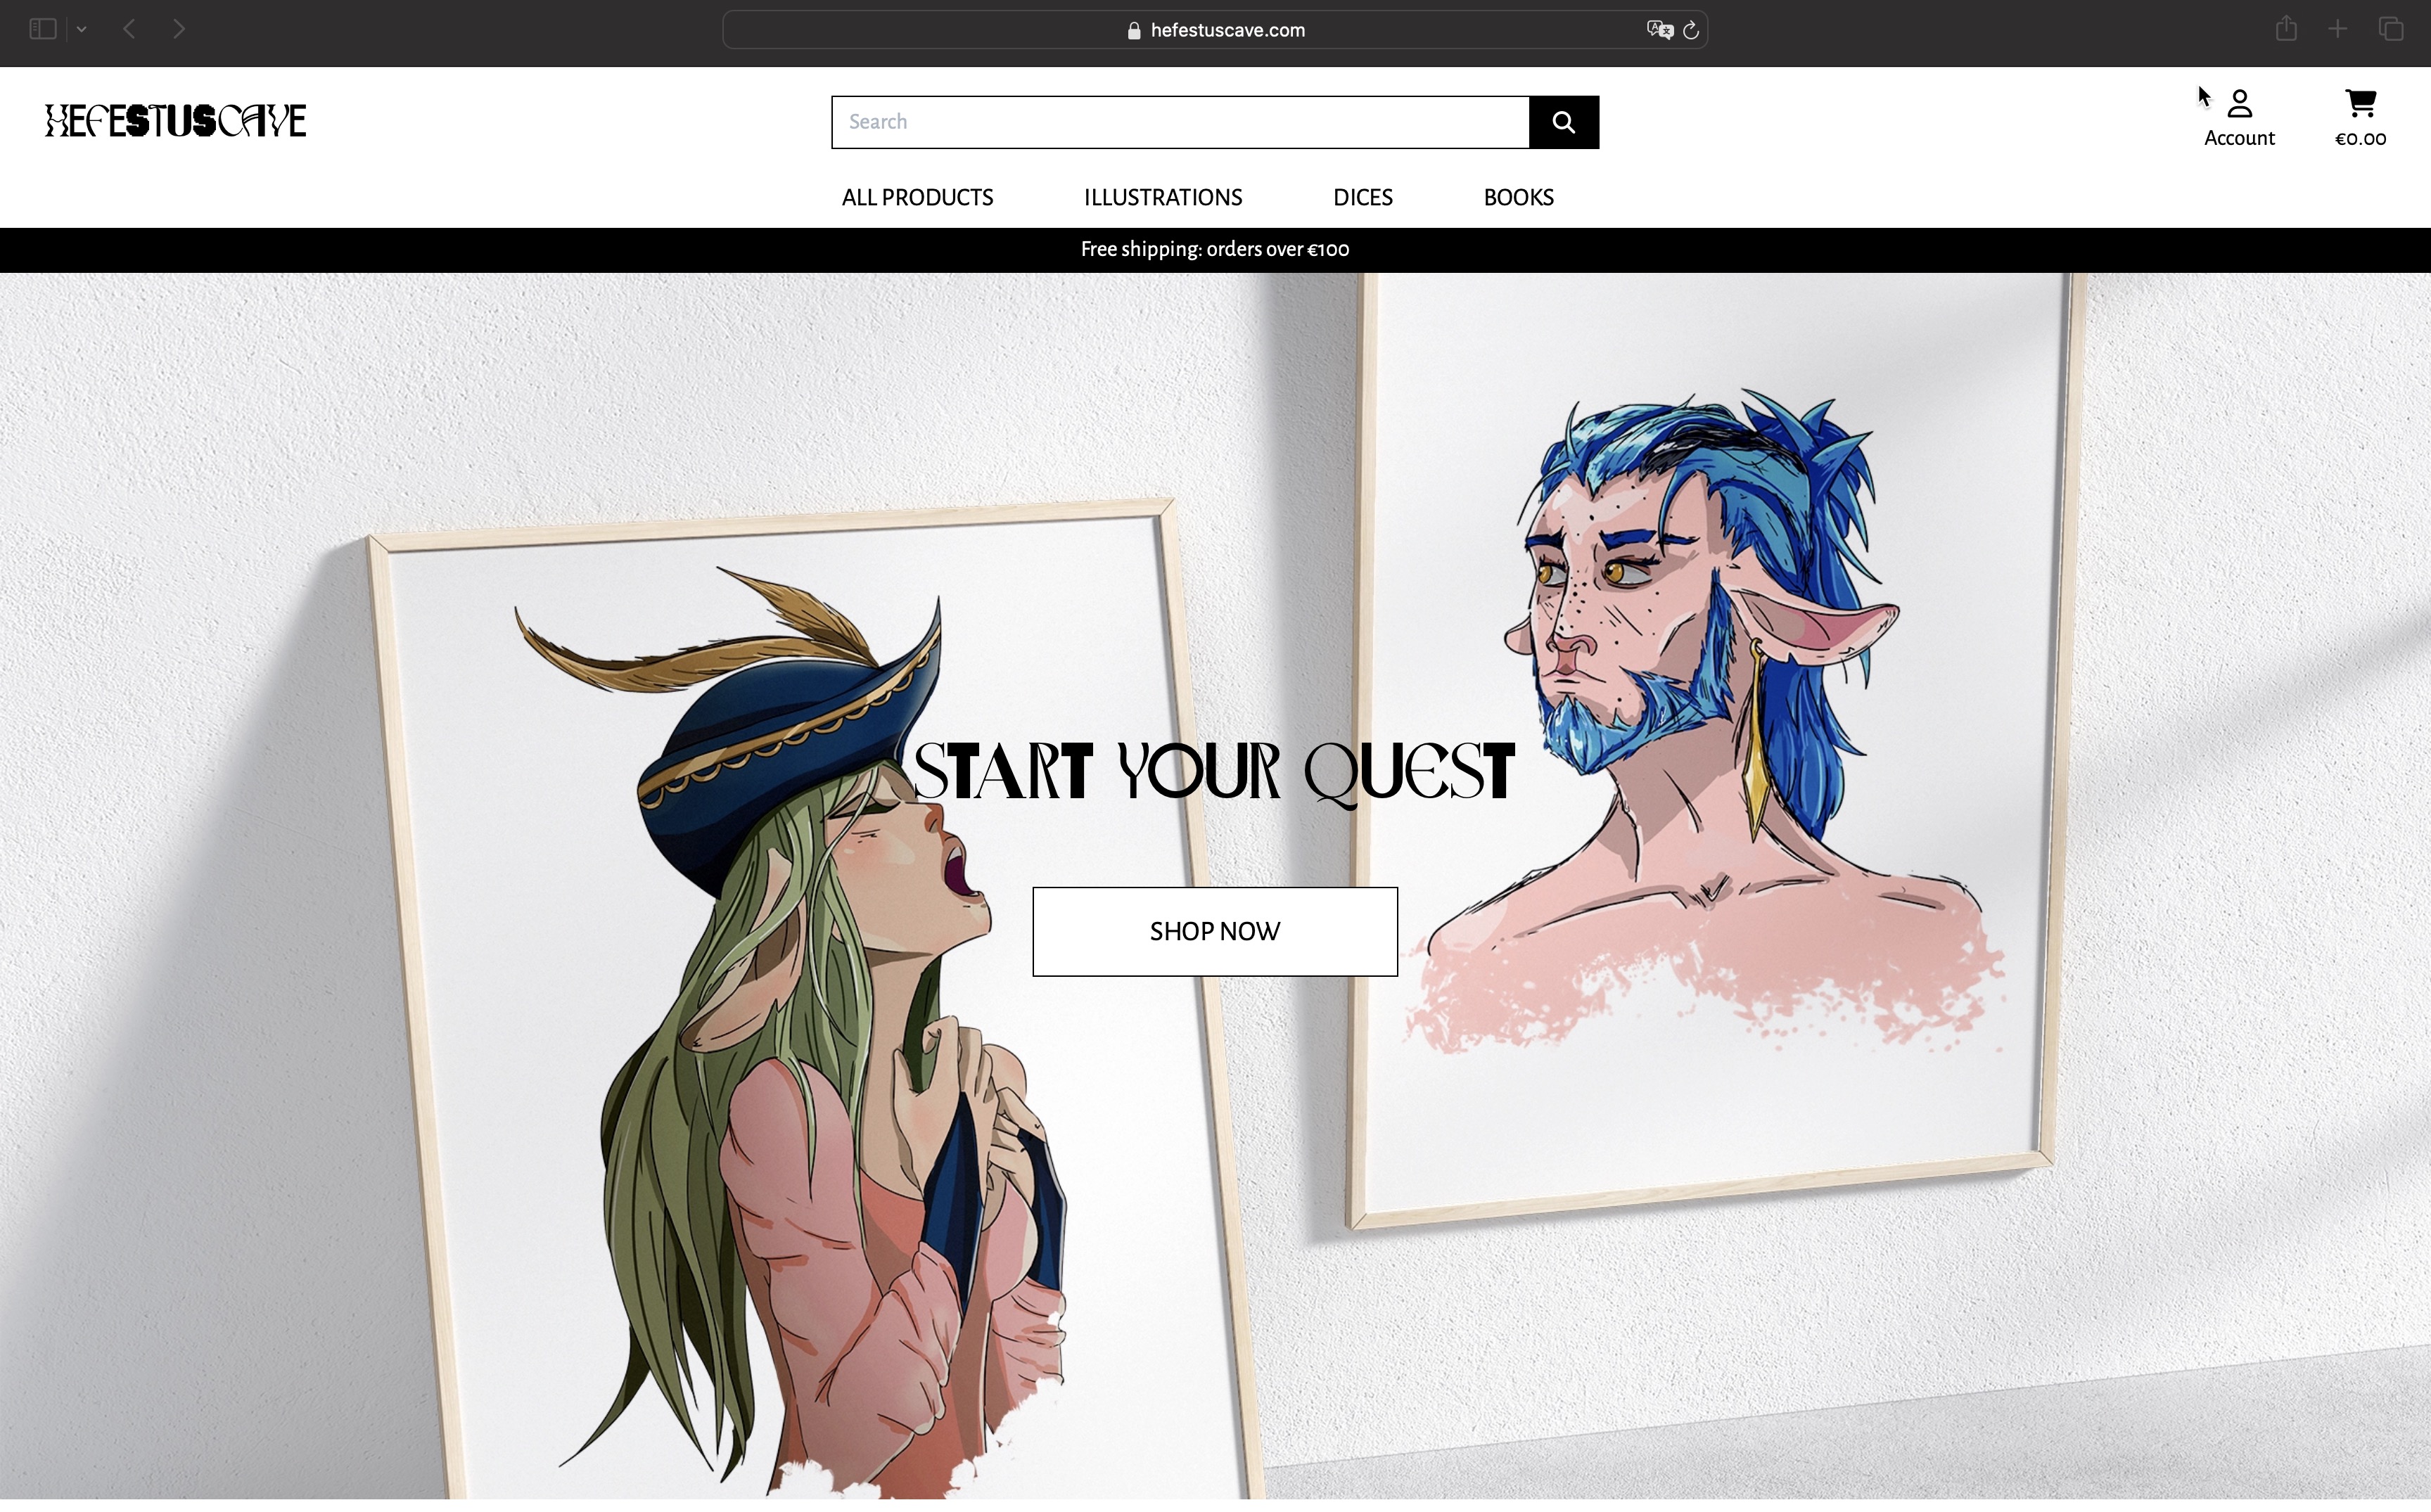 hefestuscave.com
HEFESTUSCAVE
Search
Account
€0.00
ALL PRODUCTS
ILLUSTRATIONS
DICES
BOOKS
Free shipping: orders over €100
START YOUR QUEST
SHOP NOW